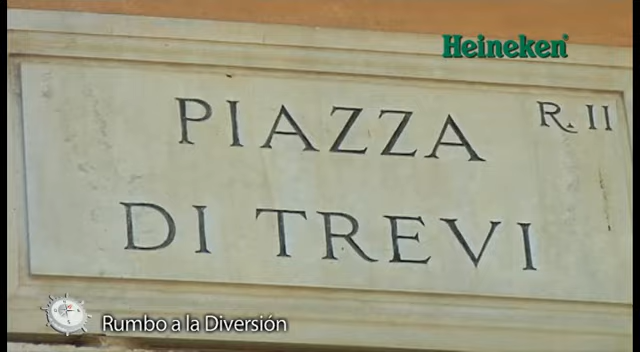 Heineken
R. II
PIAZZA
DI TREVI
Rumbo a la Diversión